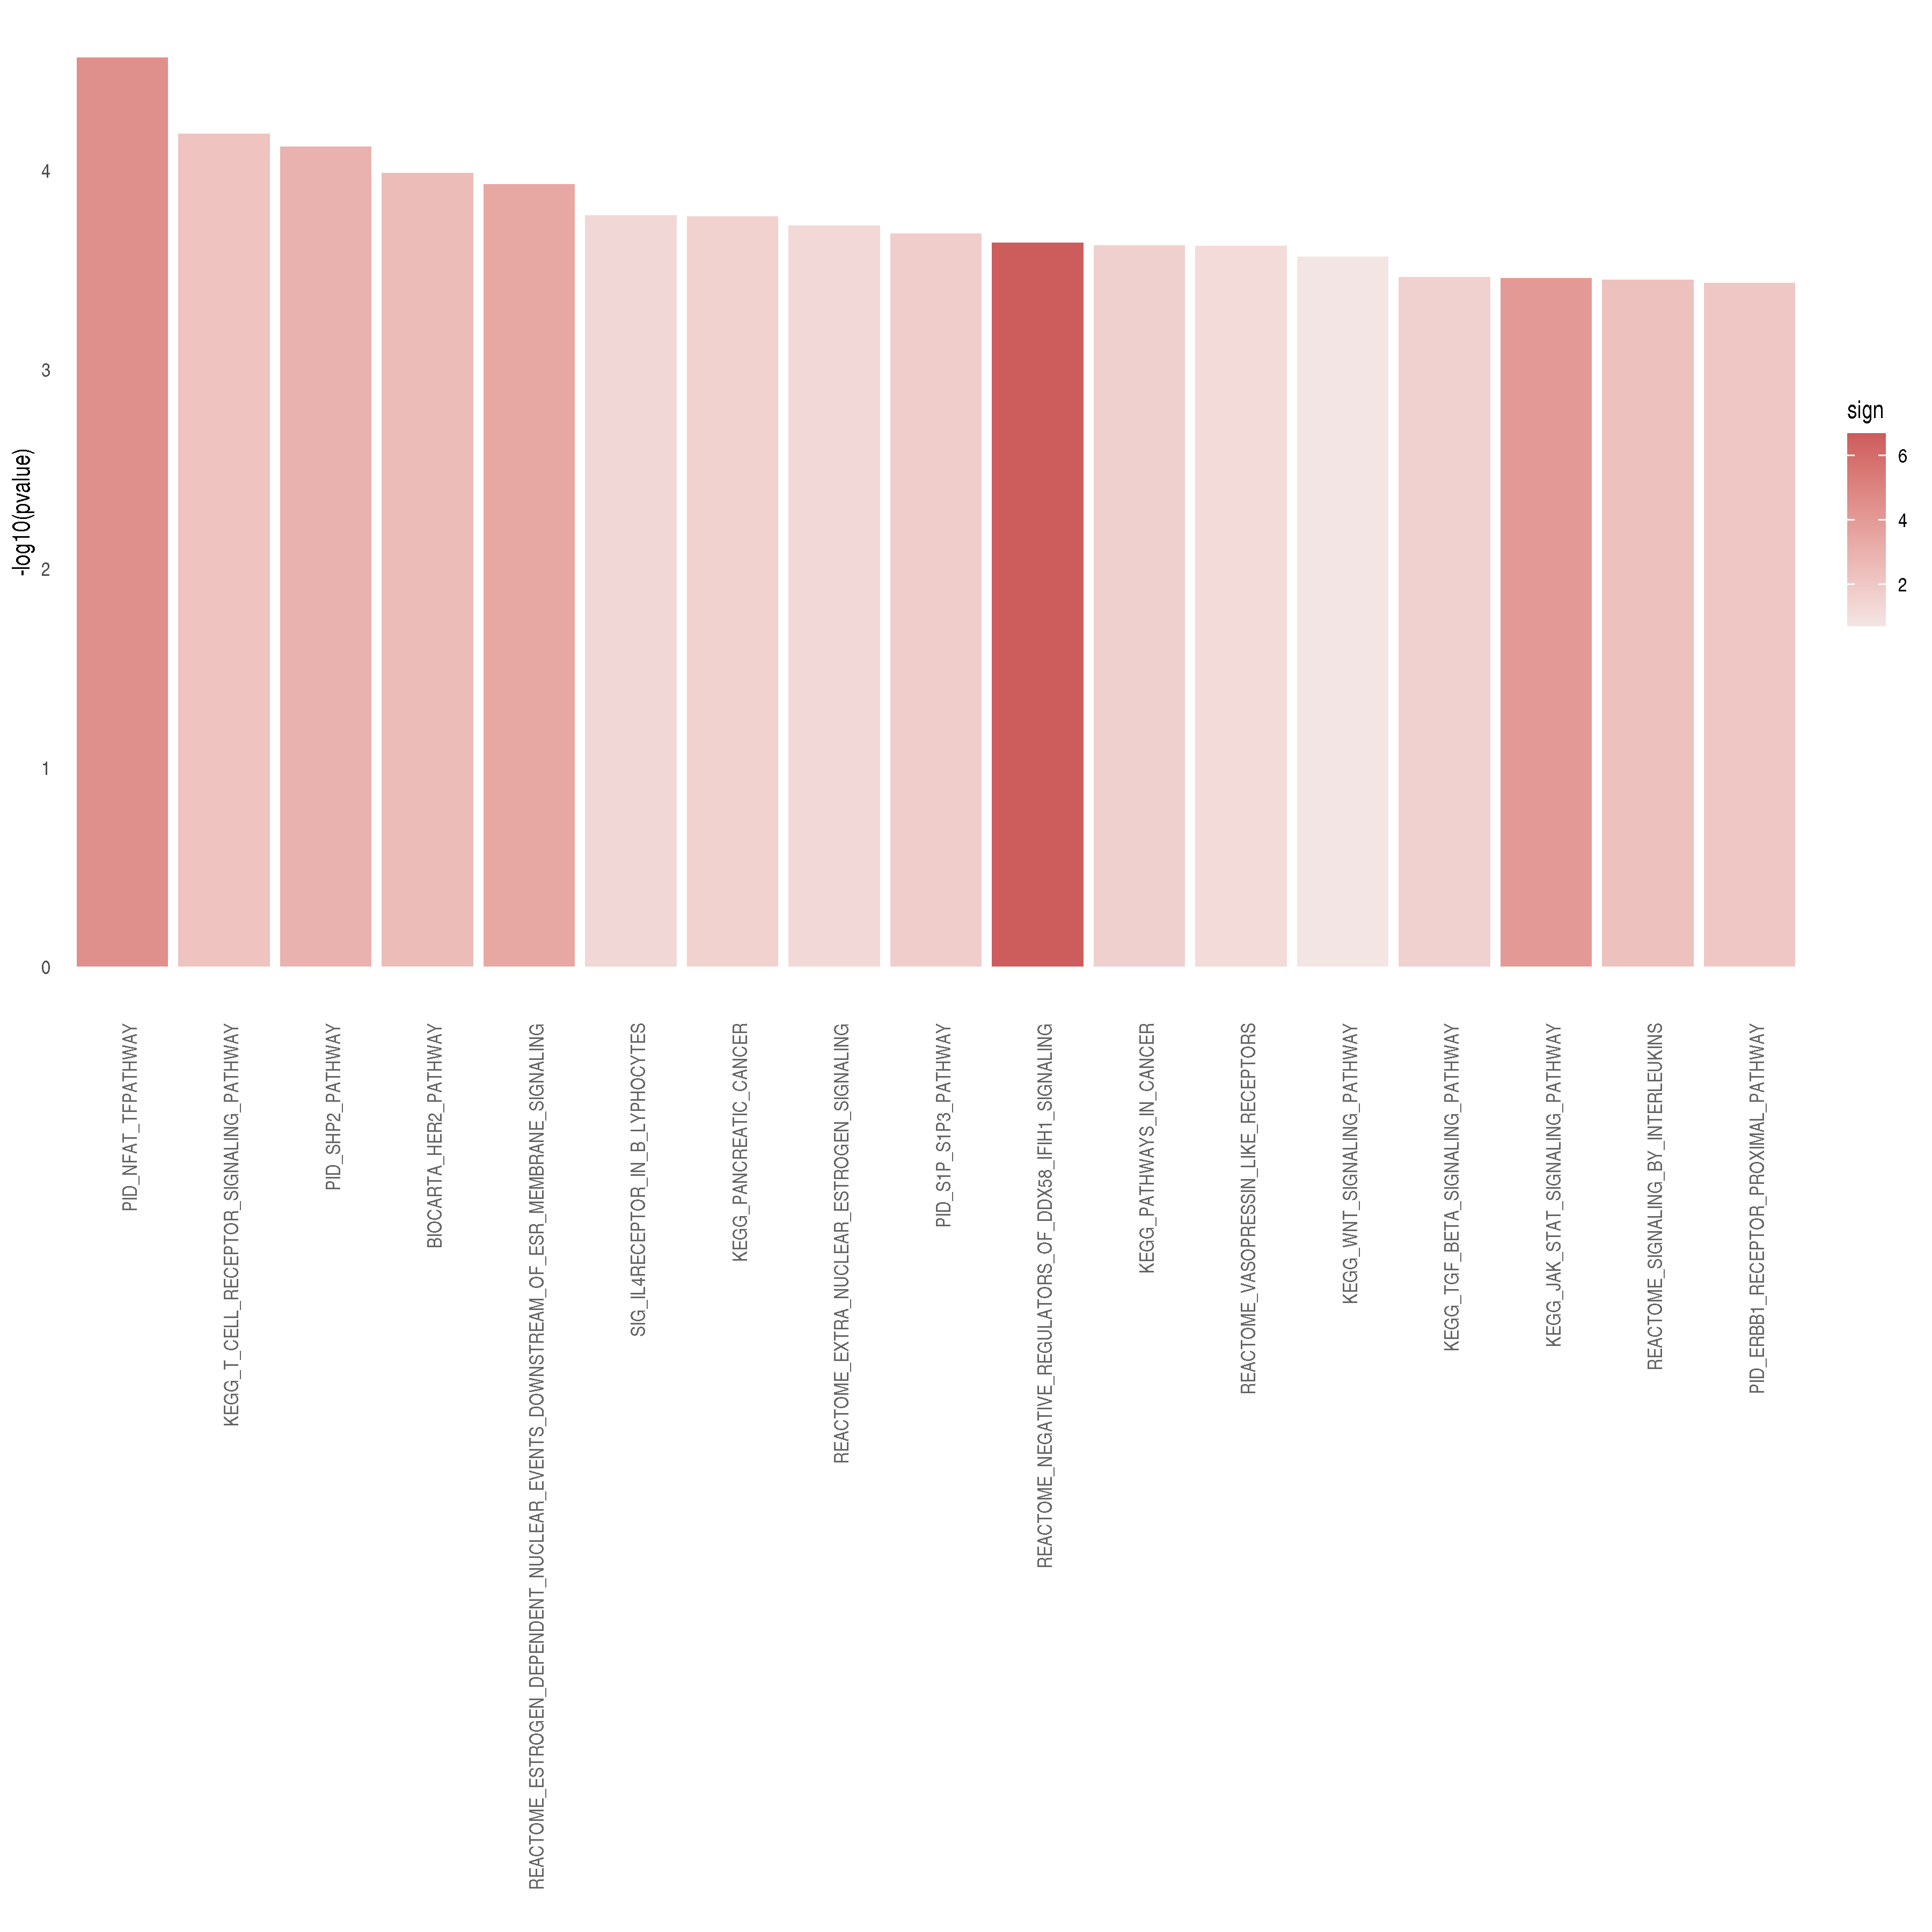 4
3
2
1
0
-log10(pvalue)
PID_NFAT_TFPATHWAY
KEGG_T_CELL_RECEPTOR_SIGNALING_PATHWAY
PID_SHP2_PATHWAY
BIOCARTA_HER2_PATHWAY
REACTOME_ESTROGEN_DEPENDENT_NUCLEAR_EVENTS_DOWNSTREAM_OF_ESR_MEMBRANE_SIGNALING
SIG_IL4RECEPTOR_IN_B_LYPHOCYTES
KEGG_PANCREATIC_CANCER
REACTOME_EXTRA_NUCLEAR_ESTROGEN_SIGNALING
PID_S1P_S1P3_PATHWAY
REACTOME_NEGATIVE_REGULATORS_OF_DDX58_IFIH1_SIGNALING
KEGG_PATHWAYS_IN_CANCER
REACTOME_VASOPRESSIN_LIKE_RECEPTORS
KEGG_WNT_SIGNALING_PATHWAY
KEGG_TGF_BETA_SIGNALING_PATHWAY
KEGG_JAK_STAT_SIGNALING_PATHWAY
REACTOME_SIGNALING_BY_INTERLEUKINS
PID_ERBB1_RECEPTOR_PROXIMAL_PATHWAY
sign
6
4
2